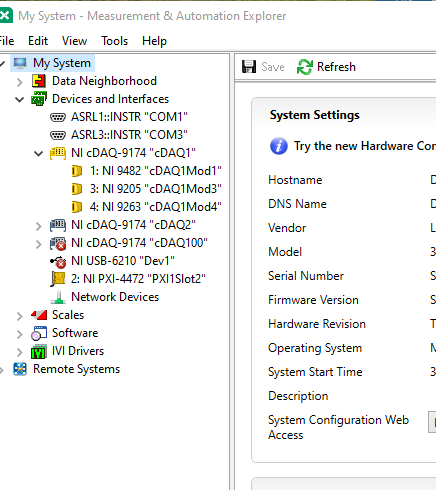 My System - Measurement & Automation Explorer
File Edit View Tools Help
My System
Data Neighborhood
Devices and Interfaces
ASRL1::INSTR "COM1"
ASRL3::INSTR "COM3"
NI cDAQ-9174 "cDAQ1"
1: NI 9482 "cDAQ1Mod1"
3: NI 9205 "cDAQ1Mod3"
4: NI 9263 "cDAQ1Mod4"
NI cDAQ-9174 "cDAQ2"
NI cDAQ-9174 "cDAQ100"
NI USB-6210 "Dev1"
2: NI PXI-4472 "PXI1Slot2"
Network Devices
Scales
Software
IVI Drivers
Remote Systems
Save Refresh
System Settings
Try the new Hardware Con
Hostname D
DNS Name D
Vendor L
Model 3
Serial Number S
Firmware Version S
Hardware Revision T
Operating System M
System Start Time 3
Description
System Configuration Web
Access